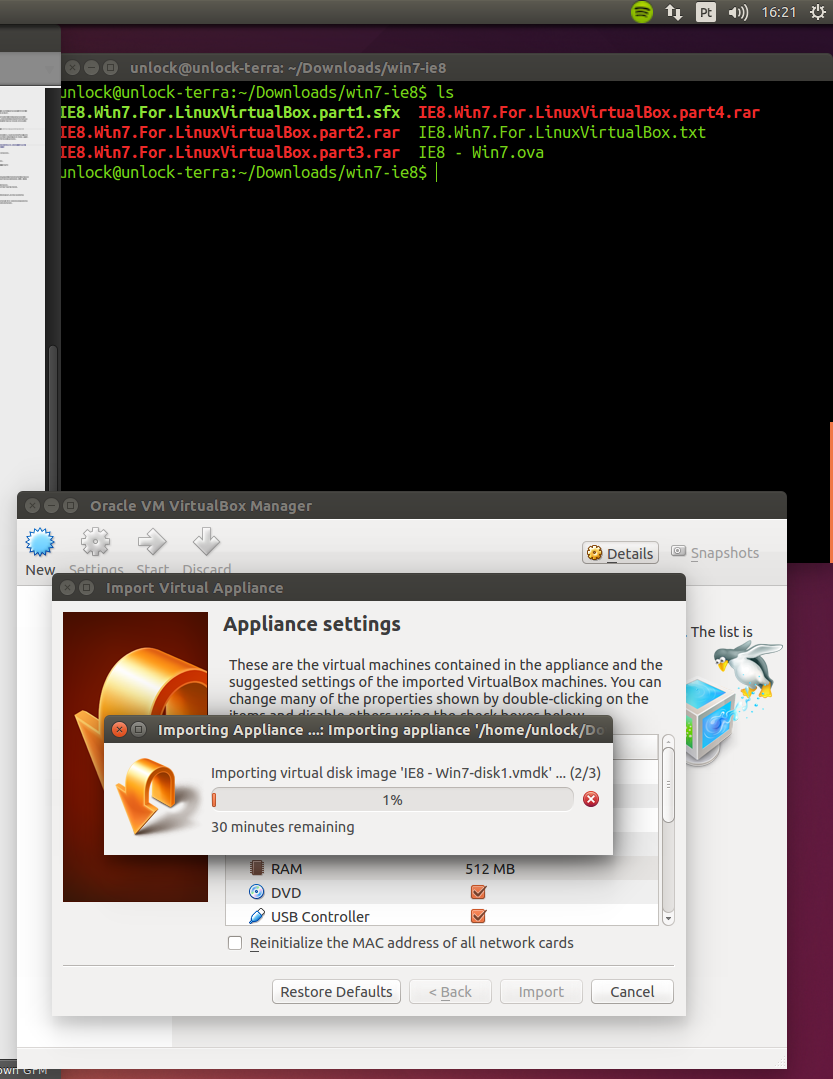 Pt 16:21
unlock@unlock-terra: ~/Downloads/win7-ie8
unlock@unlock-terra:~/Downloads/win7-ie8$ ls
IE8.Win7.For.LinuxVirtualBox.part1.sfx IE8.Win7.For.LinuxVirtualBox.part4.rar
IE8.Win7.For.LinuxVirtualBox.part2.rar IE8.Win7.For.LinuxVirtualBox.txt
IE8.Win7.For.LinuxVirtualBox.part3.rar IE8 - Win7.ova
unlock@unlock-terra:~/Downloads/win7-ie8$
Oracle VM VirtualBox Manager
New Settings Start Discard Details Snapshots
Import Virtual Appliance
Appliance settings
. The list is
These are the virtual machines contained in the appliance and the
suggested settings of the imported VirtualBox machines. You can
change many of the properties shown by double-clicking on the
items and disable others using the check boxes below.
Importing Appliance ...: Importing appliance '/home/unlock/Do
Importing virtual disk image 'IE8 - Win7-disk1.vmdk' ... (2/3)
1%
30 minutes remaining
RAM 512 MB
DVD
USB Controller
Reinitialize the MAC address of all network cards
Restore Defaults < Back Import Cancel
own GPM